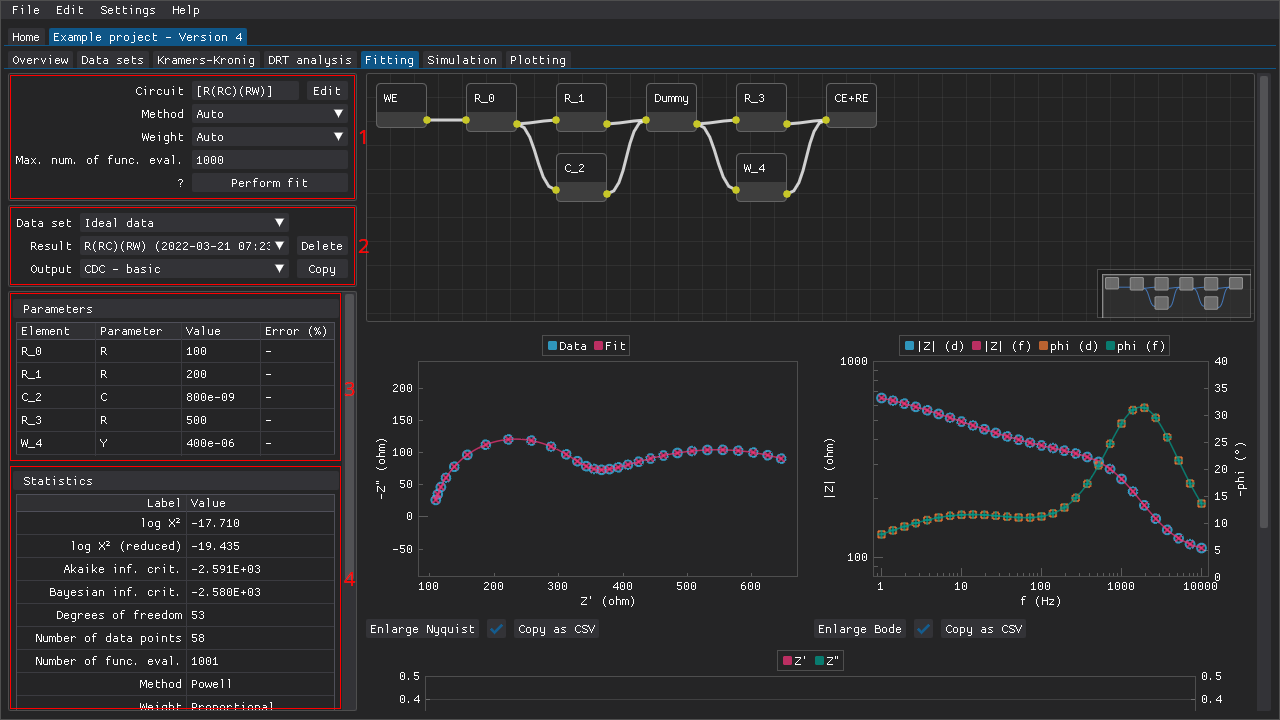 File Edit Settings Help
Home Example project - Version 4
Overview Data sets Kramers-Kronig DRT analysis Fitting Simulation Plotting
Circuit [R(RC)(RW)] Edit
Method Auto
Weight Auto
Max. num. of func. eval. 1000
? Perform fit
1
Data set Ideal data
Result R(RC)(RW) (2022-03-21 07:23 Delete
Output CDC - basic Copy
2
Parameters
Element Parameter Value Error (%)
R_0 R 100 -
R_1 R 200 -
C_2 C 800e-09 -
R_3 R 500 -
W_4 Y 400e-06 -
3
Statistics
Label Value
log X² -17.710
log X² (reduced) -19.435
Akaike inf. crit. -2.591E+03
Bayesian inf. crit. -2.580E+03
Degrees of freedom 53
Number of data points 58
Number of func. eval. 1001
Method Powell
Weight Proportional
4
WE R_0 R_1 Dummy R_3 CE+RE
C_2 W_4
Data Fit
200
150
100
50
0
-50
-Z" (ohm)
100 200 300 400 500 600
Z' (ohm)
|Z| (d) |Z| (f) phi (d) phi (f)
1000
100
|Z| (ohm)
40
35
30
25
20
15
10
5
0
-phi (°)
1 10 100 1000 10000
f (Hz)
Enlarge Nyquist Copy as CSV Enlarge Bode Copy as CSV
Z' Z"
0.5 0.5
0.4 0.4